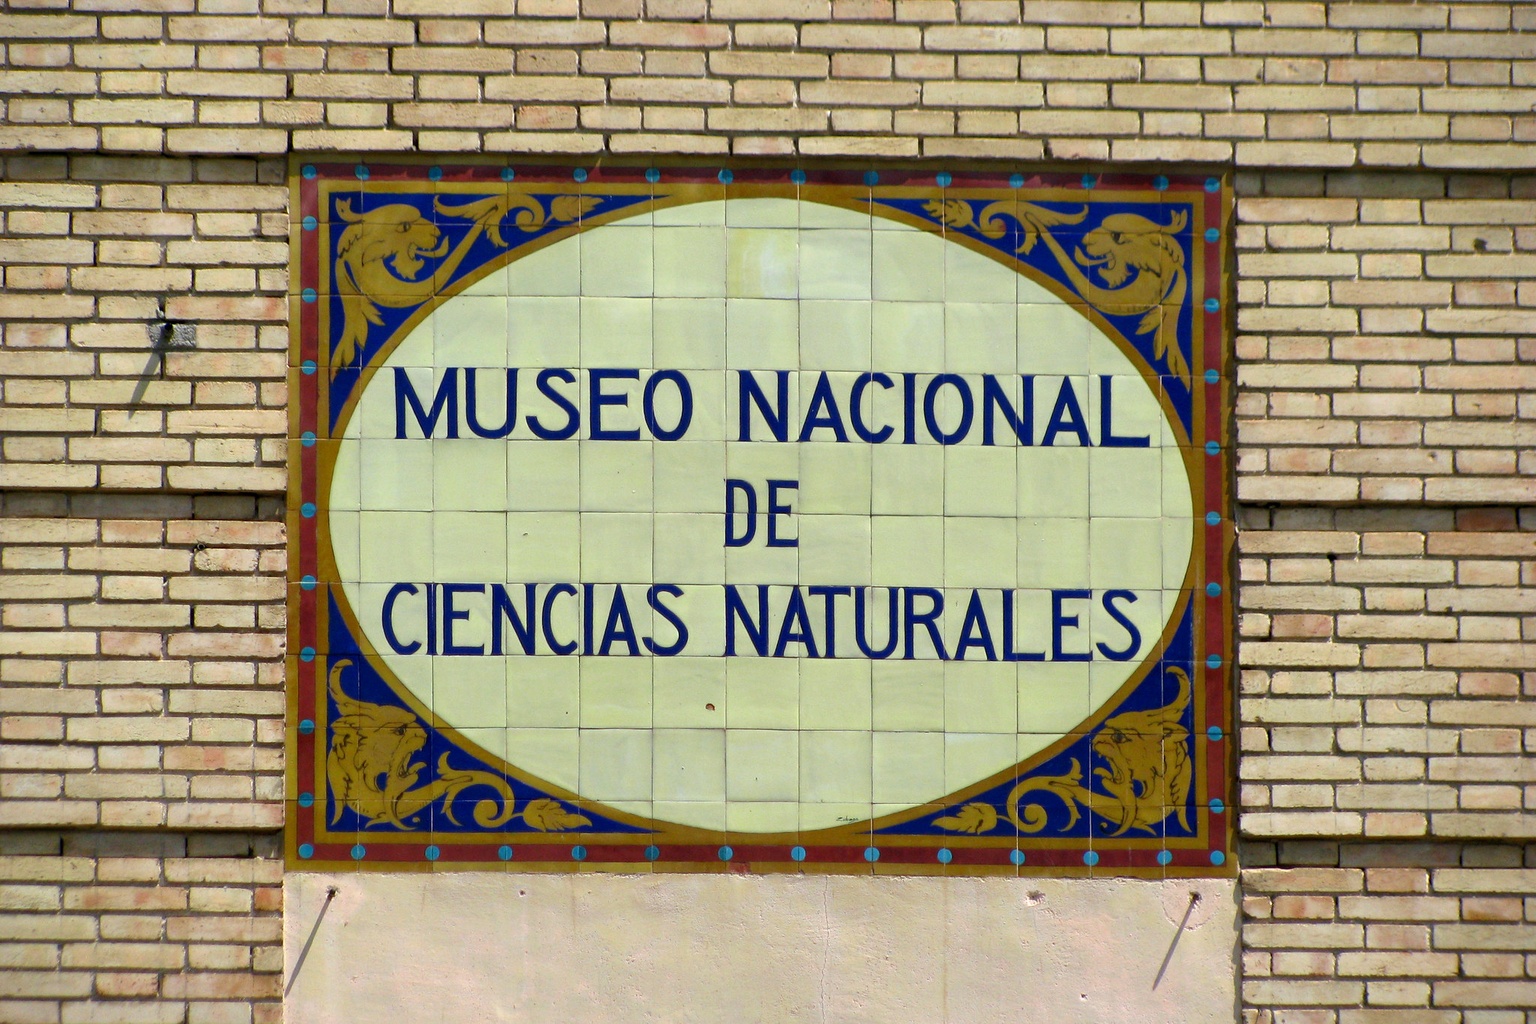 MUSEO NACIONAL
DE
CIENCIAS NATURALES